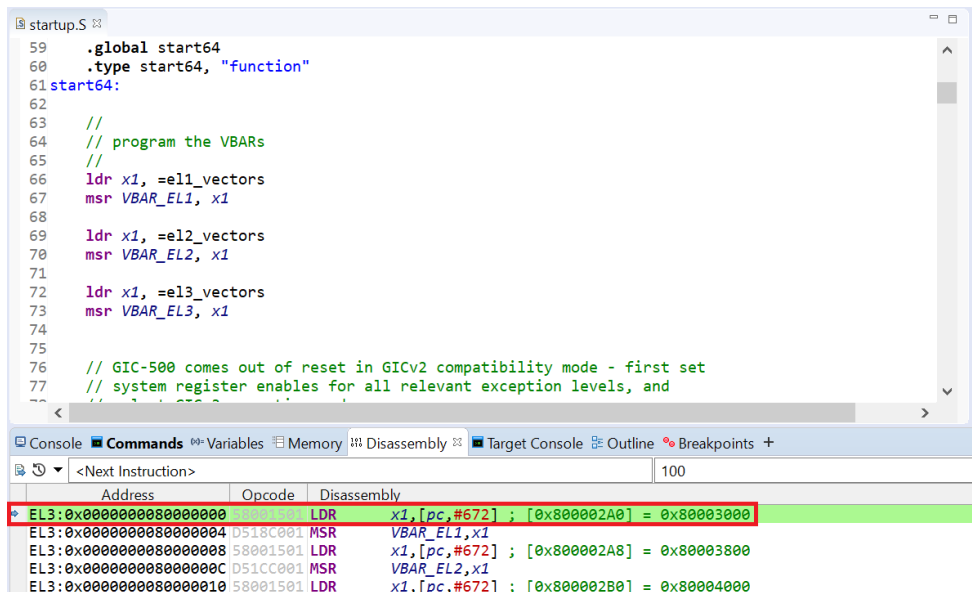 startup.S
59 .global start64
60 .type start64, "function"
61 start64:
62
63 //
64 // program the VBARs
65 //
66 ldr x1, =el1_vectors
67 msr VBAR_EL1, x1
68
69 ldr x1, =el2_vectors
70 msr VBAR_EL2, x1
71
72 ldr x1, =el3_vectors
73 msr VBAR_EL3, x1
74
75
76 // GIC-500 comes out of reset in GICv2 compatibility mode - first set
77 // system register enables for all relevant exception levels, and
Console Commands Variables Memory Disassembly Target Console Outline Breakpoints +
<Next Instruction> 100
Address Opcode Disassembly
EL3:0x0000000080000000 58001501 LDR x1,[pc,#672] ; [0x800002A0] = 0x80003000
EL3:0x0000000080000004 D518C001 MSR VBAR_EL1,x1
EL3:0x0000000080000008 58001501 LDR x1,[pc,#672] ; [0x800002A8] = 0x80003800
EL3:0x000000008000000C D51CC001 MSR VBAR_EL2,x1
EL3:0x0000000080000010 58001501 LDR x1,[pc,#672] ; [0x800002B0] = 0x80004000